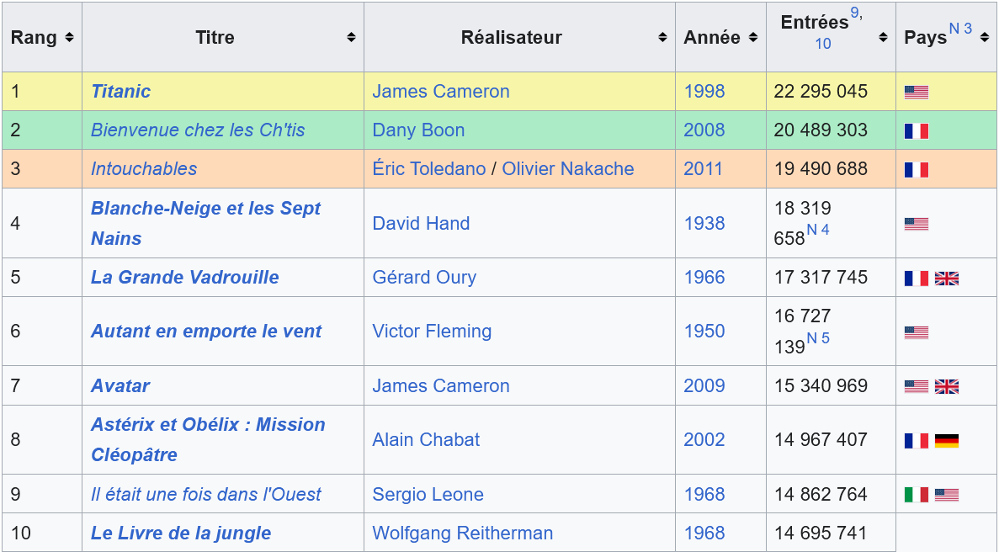 Rang Titre Réalisateur Année Entrées 9, 10 Pays N 3
1 Titanic James Cameron 1998 22 295 045
2 Bienvenue chez les Ch'tis Dany Boon 2008 20 489 303
3 Intouchables Éric Toledano / Olivier Nakache 2011 19 490 688
4 Blanche-Neige et les Sept Nains David Hand 1938 18 319 658 N 4
5 La Grande Vadrouille Gérard Oury 1966 17 317 745
6 Autant en emporte le vent Victor Fleming 1950 16 727 139 N 5
7 Avatar James Cameron 2009 15 340 969
8 Astérix et Obélix : Mission Cléopâtre Alain Chabat 2002 14 967 407
9 Il était une fois dans l'Ouest Sergio Leone 1968 14 862 764
10 Le Livre de la jungle Wolfgang Reitherman 1968 14 695 741